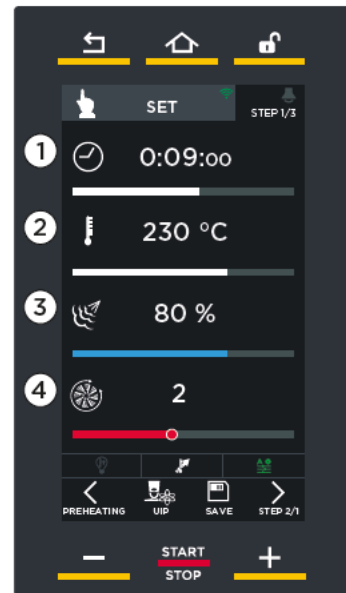 SET
STEP 1/3
1
0:09:00
2
230 °C
3
80 %
4
2
PREHEATING UIP SAVE STEP 2/1
− START +
STOP